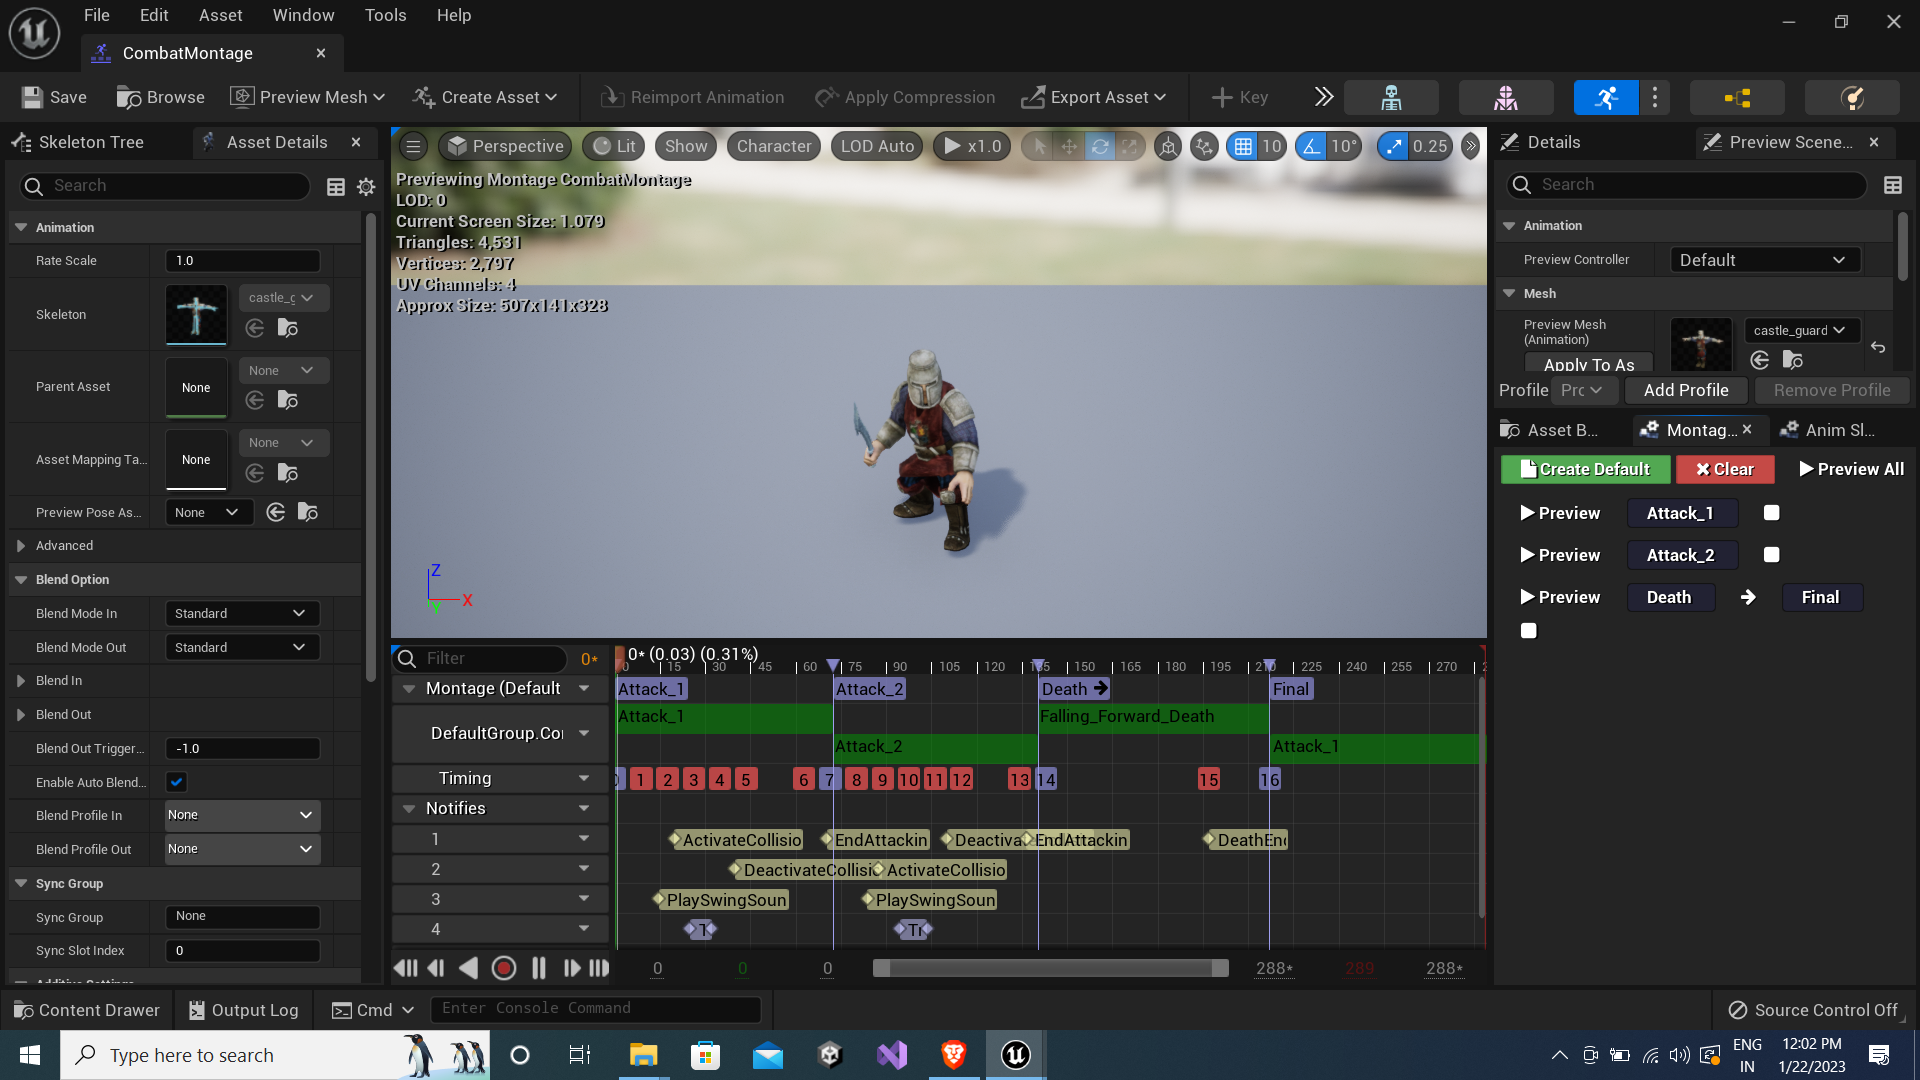 File Edit Asset Window Tools Help
CombatMontage
Save Browse Preview Mesh Create Asset Reimport Animation Apply Compression Export Asset Key
Skeleton Tree Asset Details
Search
Animation
Rate Scale 1.0
Skeleton castle_g
Parent Asset None None
Asset Mapping Ta... None None
Preview Pose As... None
Advanced
Blend Option
Blend Mode In Standard
Blend Mode Out Standard
Blend In
Blend Out
Blend Out Trigger... -1.0
Enable Auto Blend...
Blend Profile In None
Blend Profile Out None
Sync Group
Sync Group None
Sync Slot Index 0
Perspective Lit Show Character LOD Auto x1.0 10 10° 0.25
Previewing Montage CombatMontage
LOD: 0
Current Screen Size: 1.079
Triangles: 4,531
Vertices: 2,797
UV Channels: 4
Approx Size: 507x141x328
Z
X
Y
Filter 0*
0* (0.03) (0.31%)
0 15 30 45 60 75 90 105 120 135 150 165 180 195 210 225 240 255 270
Montage (Default Attack_1 Attack_2 Death Final
DefaultGroup.Co Attack_1 Falling_Forward_Death
Attack_2 Attack_1
Timing 1 2 3 4 5 6 7 8 9 10 11 12 13 14 15 16
Notifies
1 ActivateCollisio EndAttackin Deactiva EndAttackin DeathEn
2 DeactivateCollisi ActivateCollisio
3 PlaySwingSoun PlaySwingSoun
4 T Tr
0 0 0 288* 289 288*
Details Preview Scene...
Search
Animation
Preview Controller Default
Mesh
Preview Mesh
(Animation)
castle_guard
Apply To As
Profile Prc Add Profile Remove Profile
Asset B... Montag... Anim Sl...
Create Default Clear Preview All
Preview Attack_1
Preview Attack_2
Preview Death Final
Content Drawer Output Log Cmd Enter Console Command Source Control Off
Type here to search
ENG
IN
12:02 PM
1/22/2023